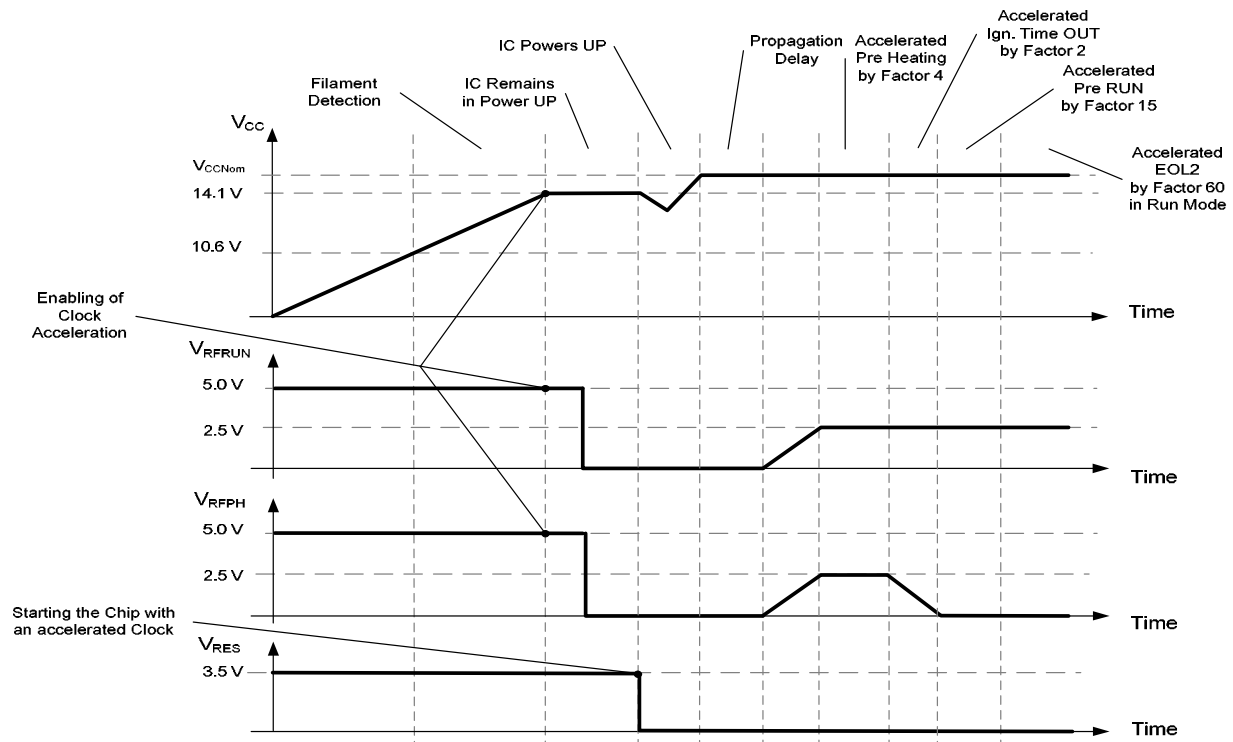 Accelerated
Ign. Time OUT
by Factor 2
IC Powers UP
Propagation
Delay
Accelerated
Pre Heating
by Factor 4
Filament
Detection
IC Remains
in Power UP
Accelerated
Pre RUN
by Factor 15
Accelerated
EOL2
by Factor 60
in Run Mode
VCC
VCCNom
14.1 V
10.6 V
Time
Enabling of
Clock
Acceleration
VRFRUN
5.0 V
2.5 V
Time
VRFPH
5.0 V
2.5 V
Time
Starting the Chip with
an accelerated Clock
VRES
3.5 V
Time